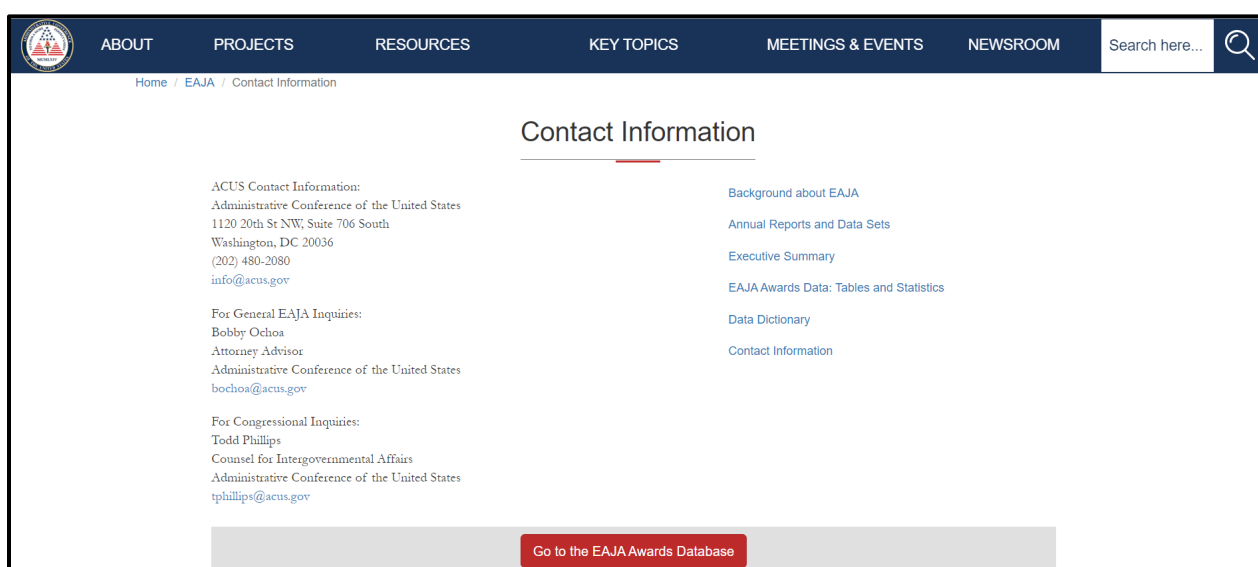 ABOUT PROJECTS RESOURCES KEY TOPICS MEETINGS & EVENTS NEWSROOM Search here...
Home / EAJA / Contact Information
Contact Information
ACUS Contact Information:
Administrative Conference of the United States
1120 20th St NW, Suite 706 South
Washington, DC 20036
(202) 480-2080
info@acus.gov
For General EAJA Inquiries:
Bobby Ochoa
Attorney Advisor
Administrative Conference of the United States
bochoa@acus.gov
For Congressional Inquiries:
Todd Phillips
Counsel for Intergovernmental Affairs
Administrative Conference of the United States
tphillips@acus.gov
Background about EAJA
Annual Reports and Data Sets
Executive Summary
EAJA Awards Data: Tables and Statistics
Data Dictionary
Contact Information
Go to the EAJA Awards Database